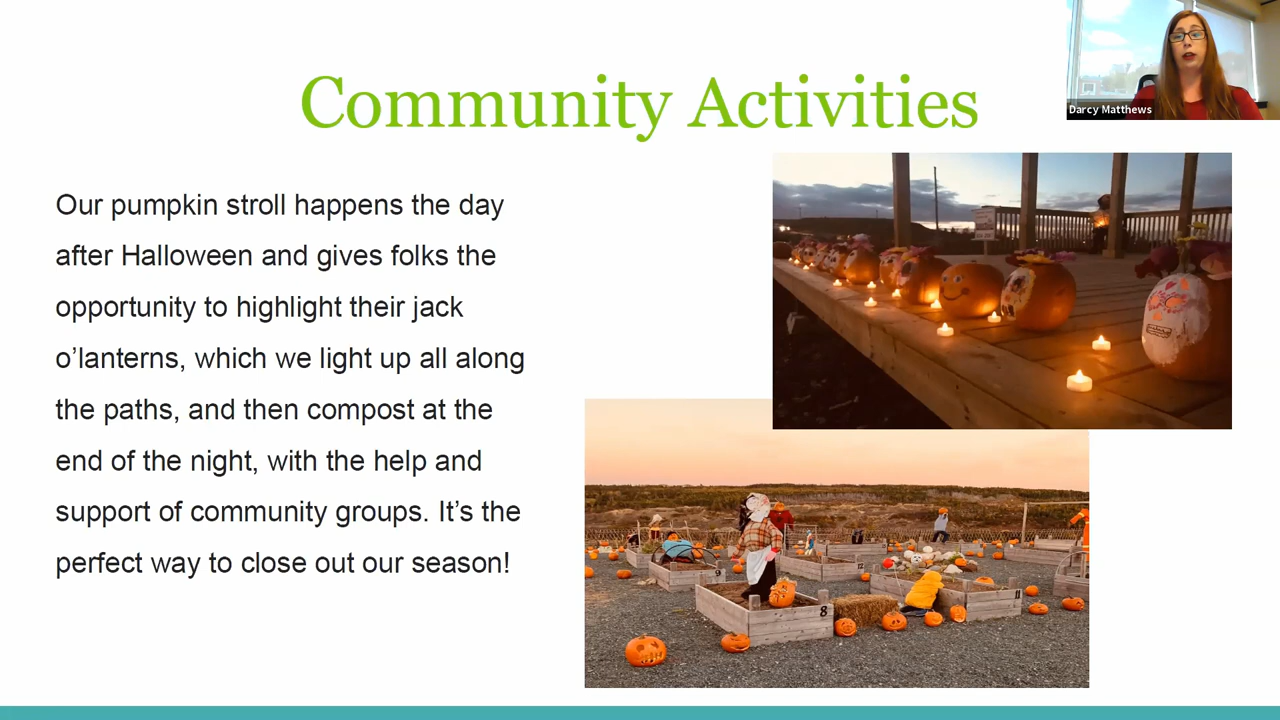 Community Activities
Darcy Matthews
Our pumpkin stroll happens the day
after Halloween and gives folks the
opportunity to highlight their jack
o’lanterns, which we light up all along
the paths, and then compost at the
end of the night, with the help and
support of community groups. It’s the
perfect way to close out our season!
8
11